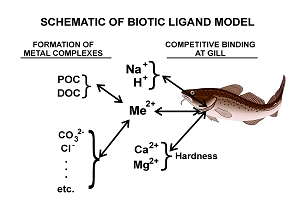 SCHEMATIC OF BIOTIC LIGAND MODEL
FORMATION OF
METAL COMPLEXES
COMPETITIVE BINDING
AT GILL
POC
DOC
Na⁺
H⁺
Me²⁺
CO₃²⁻
Cl⁻
.
.
.
etc.
Ca²⁺
Mg²⁺
Hardness